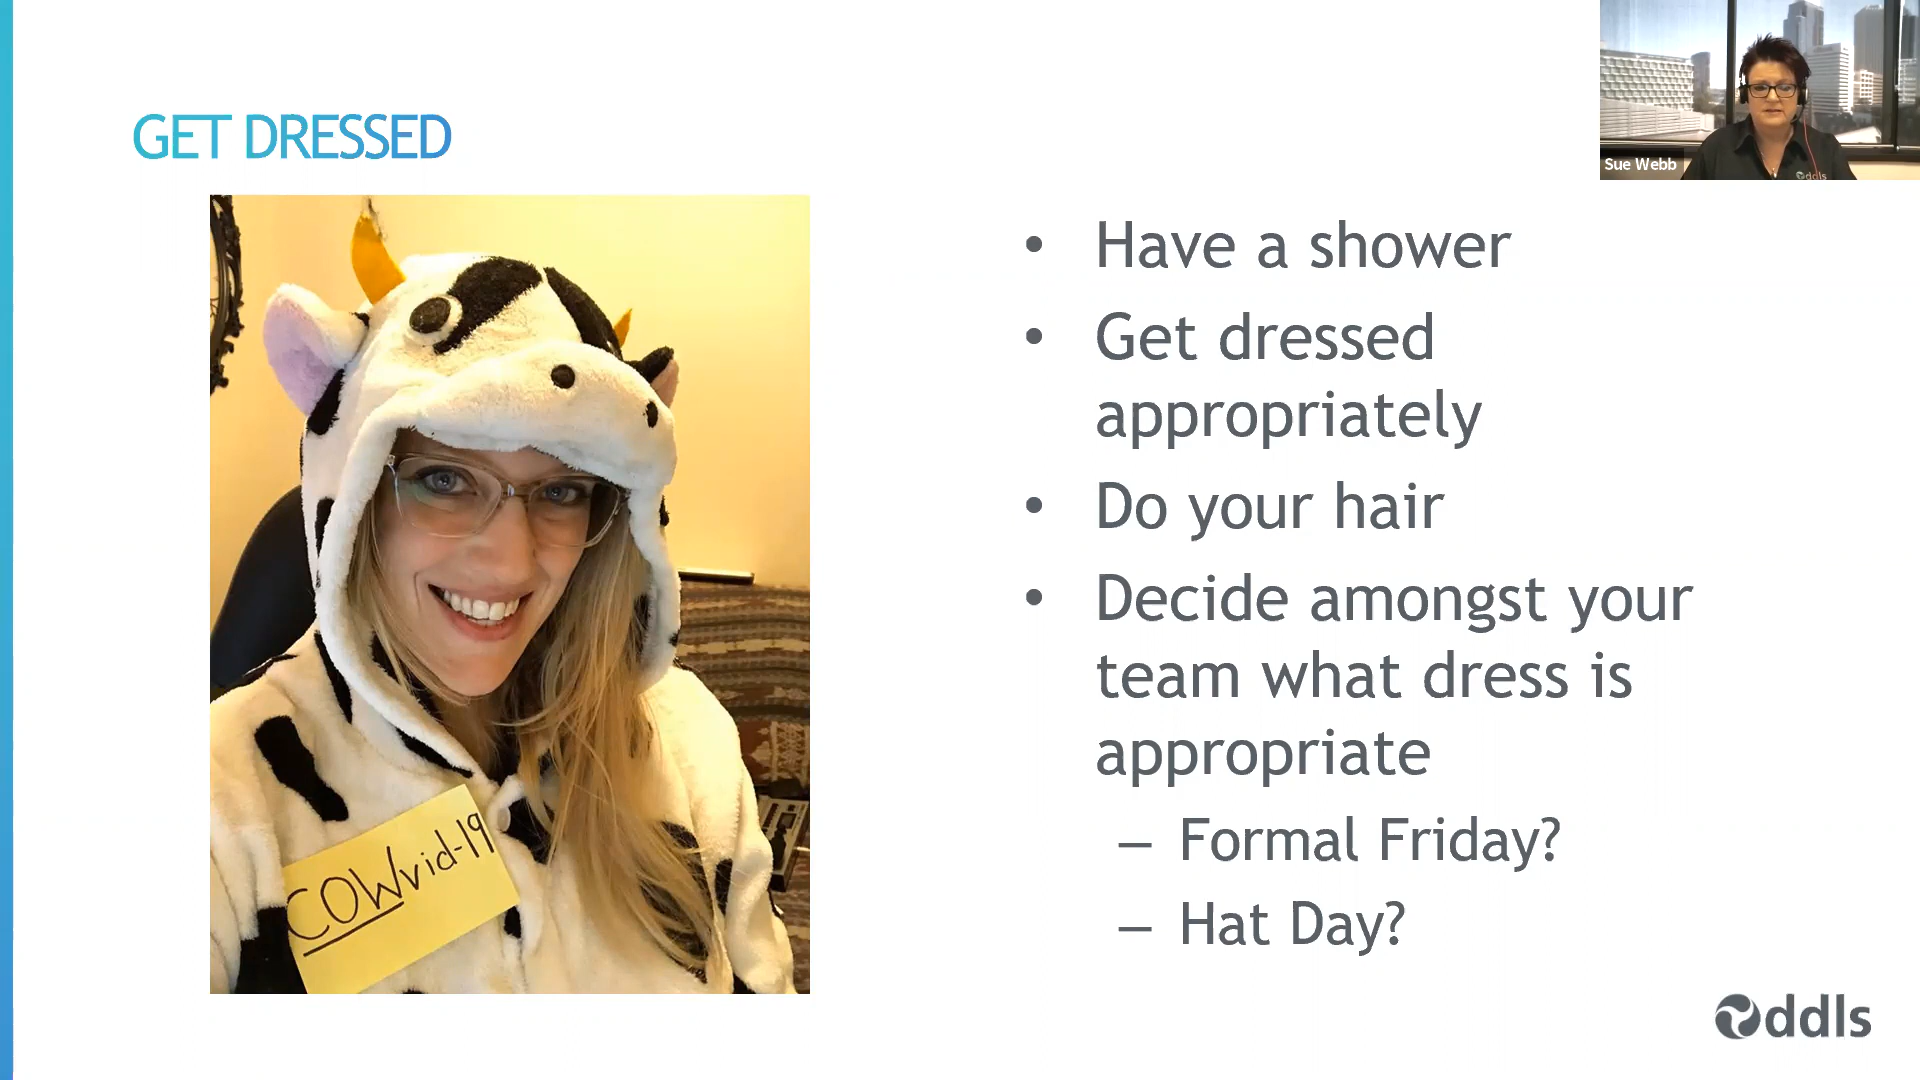 GET DRESSED
Sue Webb
ddls
• Have a shower
• Get dressed
appropriately
• Do your hair
• Decide amongst your
team what dress is
appropriate
– Formal Friday?
– Hat Day?
COWvid-19
ddls